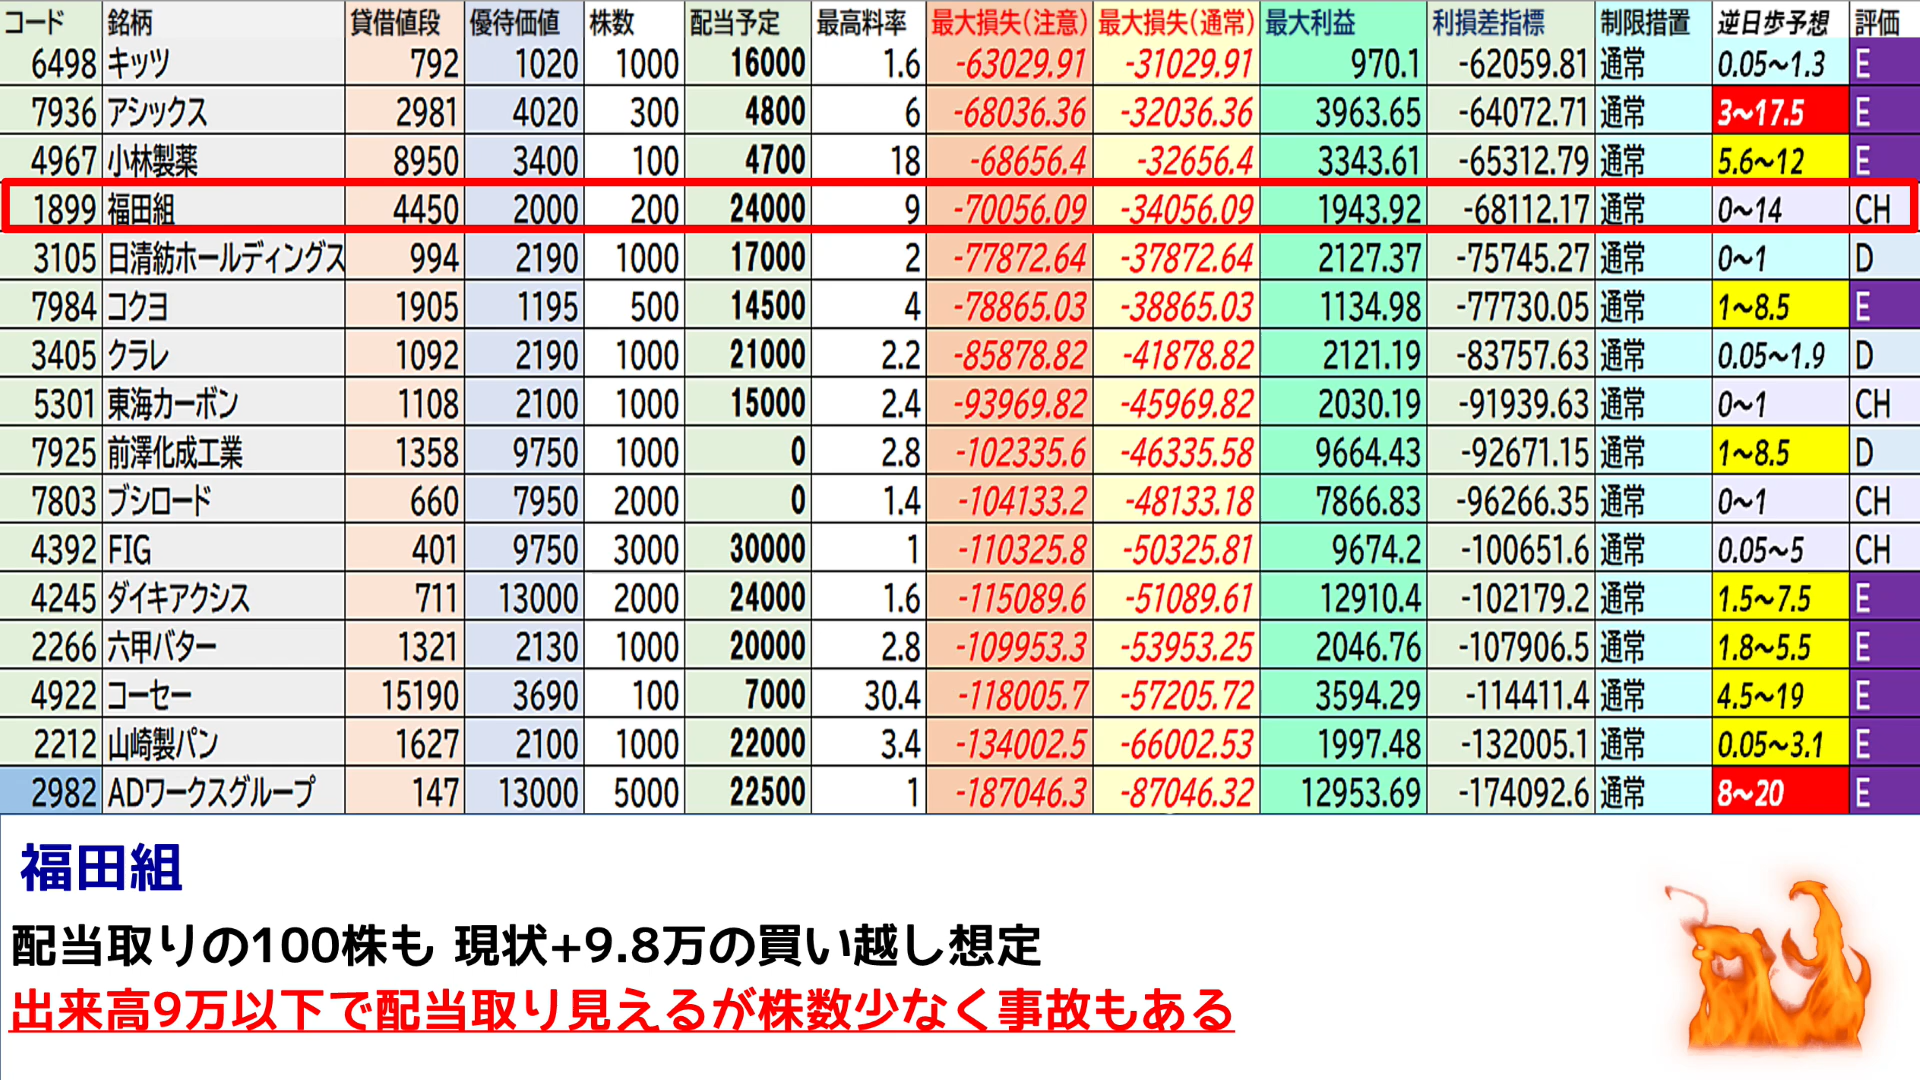 コード 銘柄 貸借値段 優待価値 株数 配当予定 最高料率 最大損失(注意) 最大損失(通常) 最大利益 利損差指標 制限措置 逆日歩予想 評価
6498 キッツ 792 1020 1000 16000 1.6 -63029.91 -31029.91 970.1 -62059.81 通常 0.05～1.3 E
7936 アシックス 2981 4020 300 4800 6 -68036.36 -32036.36 3963.65 -64072.71 通常 3～17.5 E
4967 小林製薬 8950 3400 100 4700 18 -68656.4 -32656.4 3343.61 -65312.79 通常 5.6～12 E
1899 福田組 4450 2000 200 24000 9 -70056.09 -34056.09 1943.92 -68112.17 通常 0～14 CH
3105 日清紡ホールディングス 994 2190 1000 17000 2 -77872.64 -37872.64 2127.37 -75745.27 通常 0～1 D
7984 コクヨ 1905 1195 500 14500 4 -78865.03 -38865.03 1134.98 -77730.05 通常 1～8.5 E
3405 クラレ 1092 2190 1000 21000 2.2 -85878.82 -41878.82 2121.19 -83757.63 通常 0.05～1.9 D
5301 東海カーボン 1108 2100 1000 15000 2.4 -93969.82 -45969.82 2030.19 -91939.63 通常 0～1 CH
7925 前澤化成工業 1358 9750 1000 0 2.8 -102335.6 -46335.58 9664.43 -92671.15 通常 1～8.5 D
7803 ブシロード 660 7950 2000 0 1.4 -104133.2 -48133.18 7866.83 -96266.35 通常 0～1 CH
4392 FIG 401 9750 3000 30000 1 -110325.8 -50325.81 9674.2 -100651.6 通常 0.05～5 CH
4245 ダイキアクシス 711 13000 2000 24000 1.6 -115089.6 -51089.61 12910.4 -102179.2 通常 1.5～7.5 E
2266 六甲バター 1321 2130 1000 20000 2.8 -109953.3 -53953.25 2046.76 -107906.5 通常 1.8～5.5 E
4922 コーセー 15190 3690 100 7000 30.4 -118005.7 -57205.72 3594.29 -114411.4 通常 4.5～19 E
2212 山崎製パン 1627 2100 1000 22000 3.4 -134002.5 -66002.53 1997.48 -132005.1 通常 0.05～3.1 E
2982 ADワークスグループ 147 13000 5000 22500 1 -187046.3 -87046.32 12953.69 -174092.6 通常 8～20 E
福田組
配当取りの100株も 現状+9.8万の買い越し想定
出来高9万以下で配当取り見えるが株数少なく事故もある